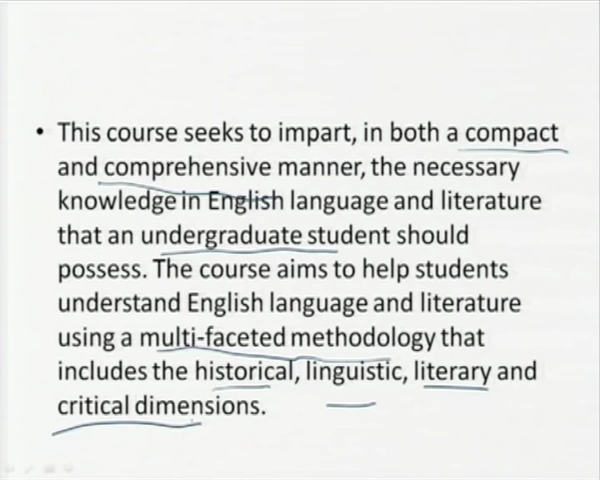 • This course seeks to impart, in both a compact
and comprehensive manner, the necessary
knowledge in English language and literature
that an undergraduate student should
possess. The course aims to help students
understand English language and literature
using a multi-faceted methodology that
includes the historical, linguistic, literary and
critical dimensions.